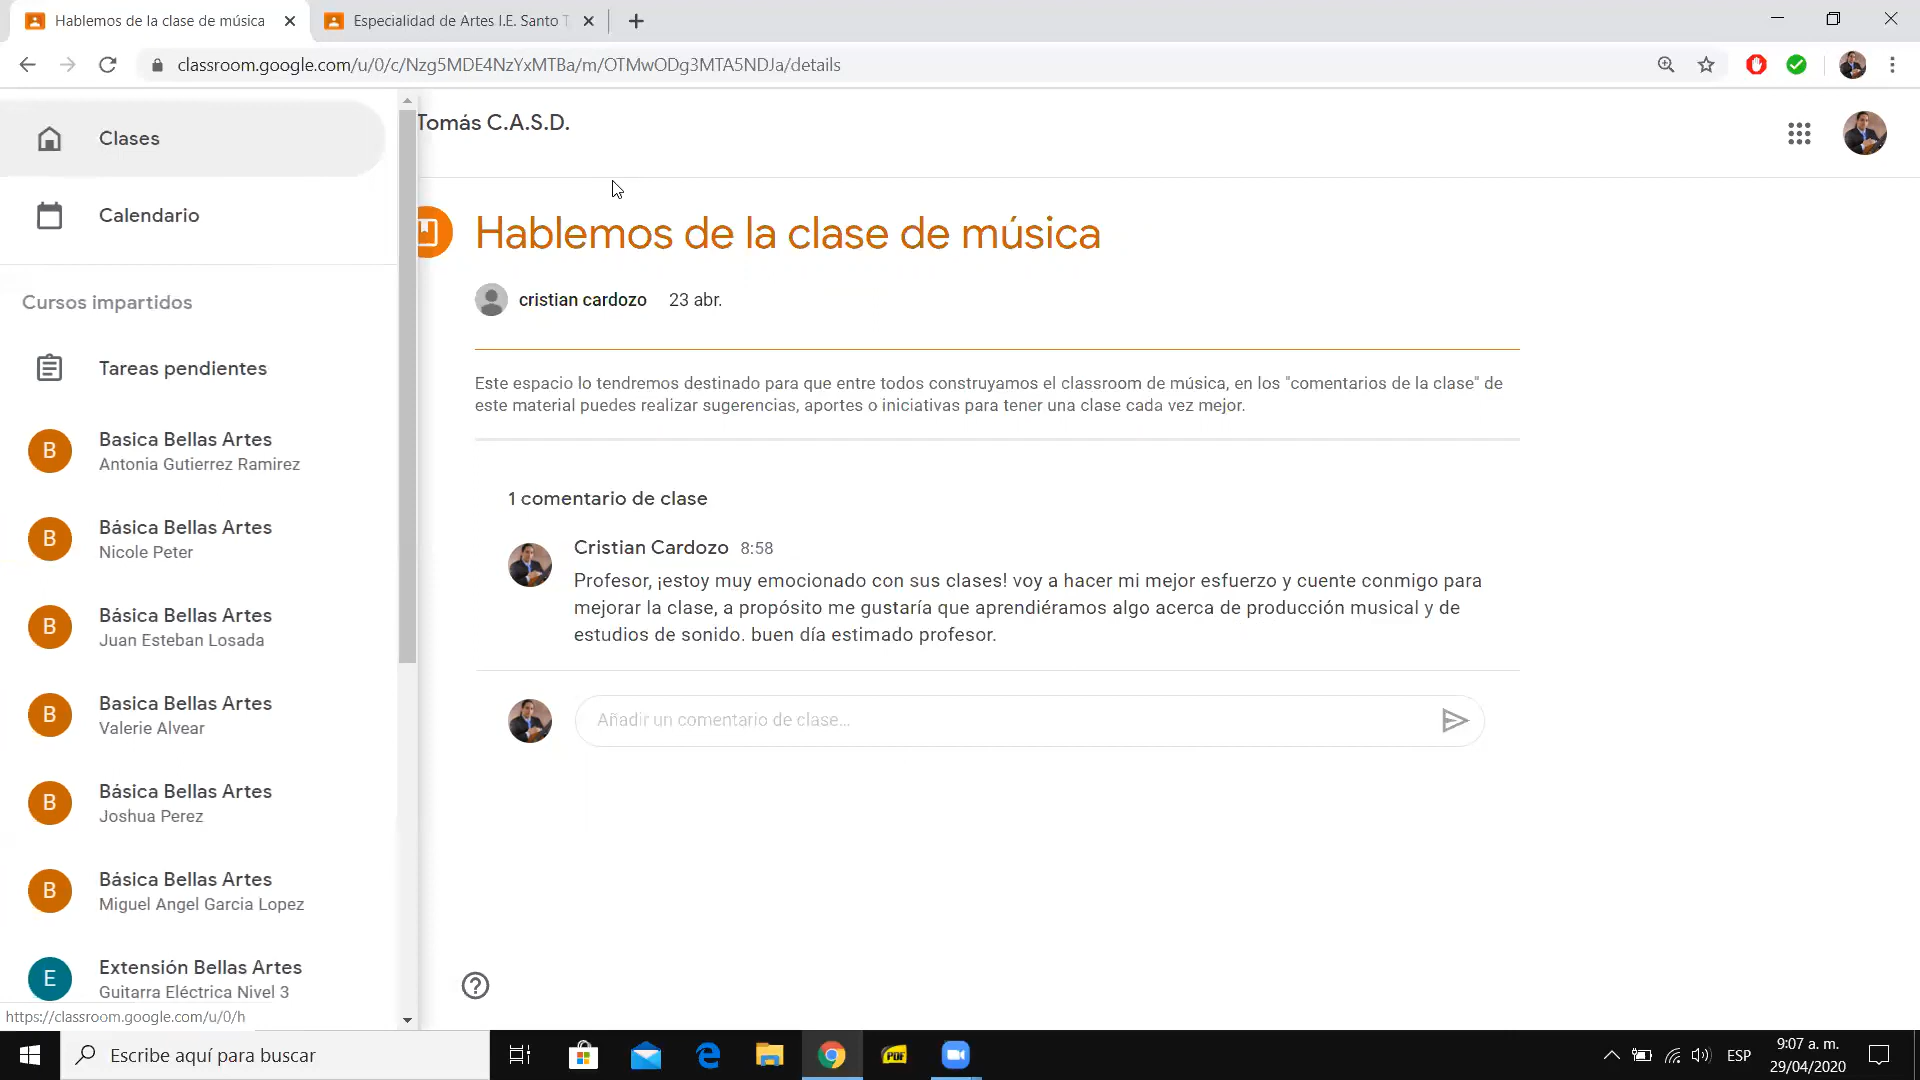 Hablemos de la clase de música
Especialidad de Artes I.E. Santo T
classroom.google.com/u/0/c/Nzg5MDE4NzYxMTBa/m/OTMwODg3MTA5NDJa/details
Clases
Calendario
Cursos impartidos
Tareas pendientes
B
Basica Bellas Artes
Antonia Gutierrez Ramirez
B
Básica Bellas Artes
Nicole Peter
B
Básica Bellas Artes
Juan Esteban Losada
B
Basica Bellas Artes
Valerie Alvear
B
Básica Bellas Artes
Joshua Perez
B
Básica Bellas Artes
Miguel Angel Garcia Lopez
E
Extensión Bellas Artes
Guitarra Eléctrica Nivel 3
https://classroom.google.com/u/0/h
Tomás C.A.S.D.
Hablemos de la clase de música
cristian cardozo 23 abr.
Este espacio lo tendremos destinado para que entre todos construyamos el classroom de música, en los "comentarios de la clase" de
este material puedes realizar sugerencias, aportes o iniciativas para tener una clase cada vez mejor.
1 comentario de clase
Cristian Cardozo 8:58
Profesor, ¡estoy muy emocionado con sus clases! voy a hacer mi mejor esfuerzo y cuente conmigo para
mejorar la clase, a propósito me gustaría que aprendiéramos algo acerca de producción musical y de
estudios de sonido. buen día estimado profesor.
Añadir un comentario de clase...
Escribe aquí para buscar
PDF
ESP
9:07 a. m.
29/04/2020